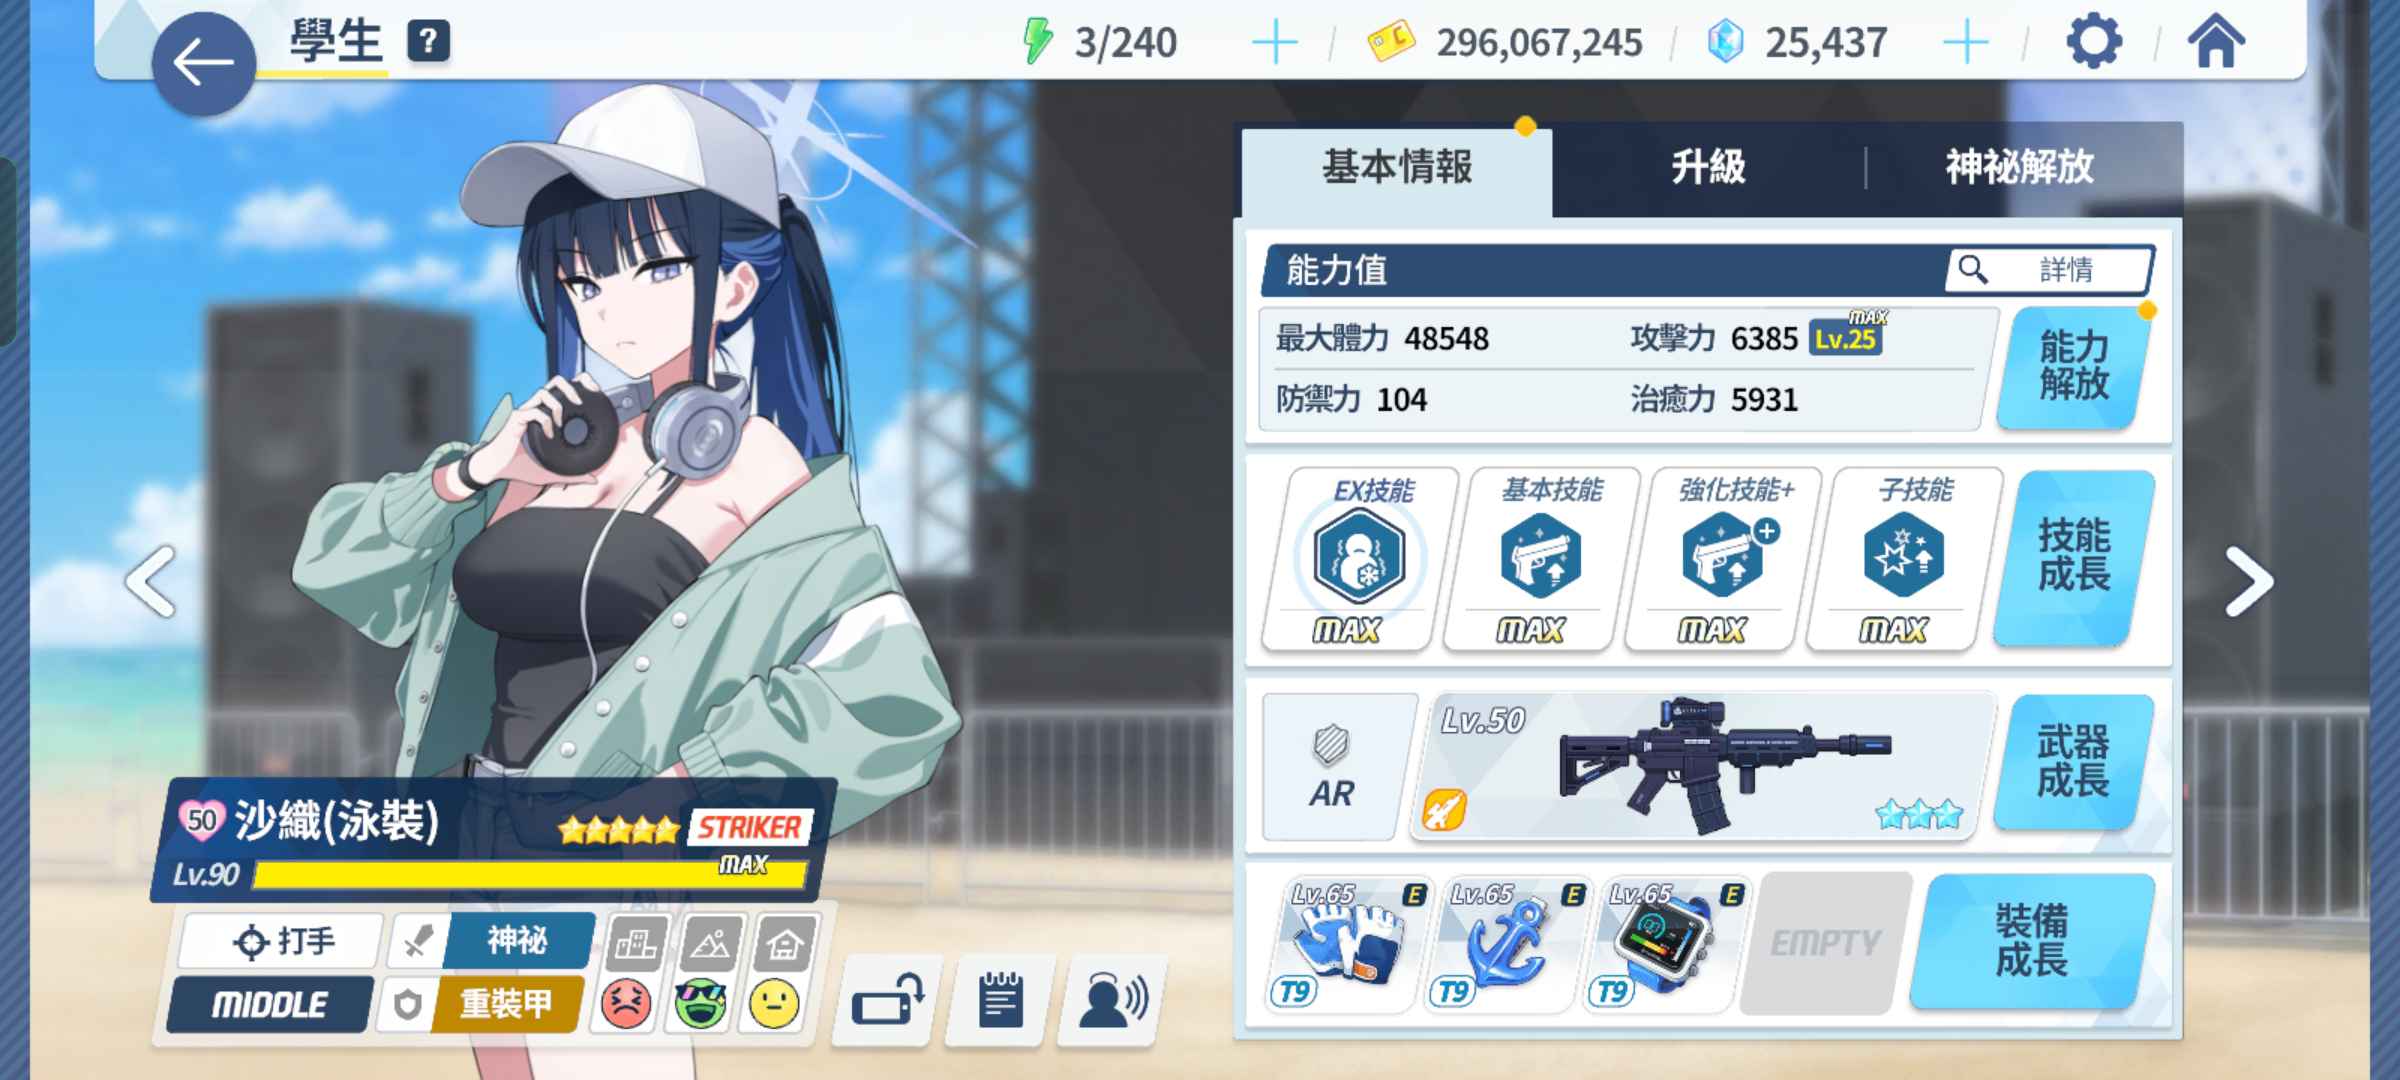 學生
?
3/240
296,067,245
25,437
基本情報
升級
神祕解放
能力值
詳情
最大體力 48548
攻擊力 6385 Lv.25 MAX
防禦力 104
治癒力 5931
能力
解放
EX技能
基本技能
強化技能+
子技能
MAX
MAX
MAX
MAX
技能
成長
AR
Lv.50
武器
成長
Lv.65 E
T9
Lv.65 E
T9
Lv.65 E
T9
EMPTY
裝備
成長
50 沙織(泳裝)
STRIKER
Lv.90
MAX
打手
神祕
MIDDLE
重裝甲